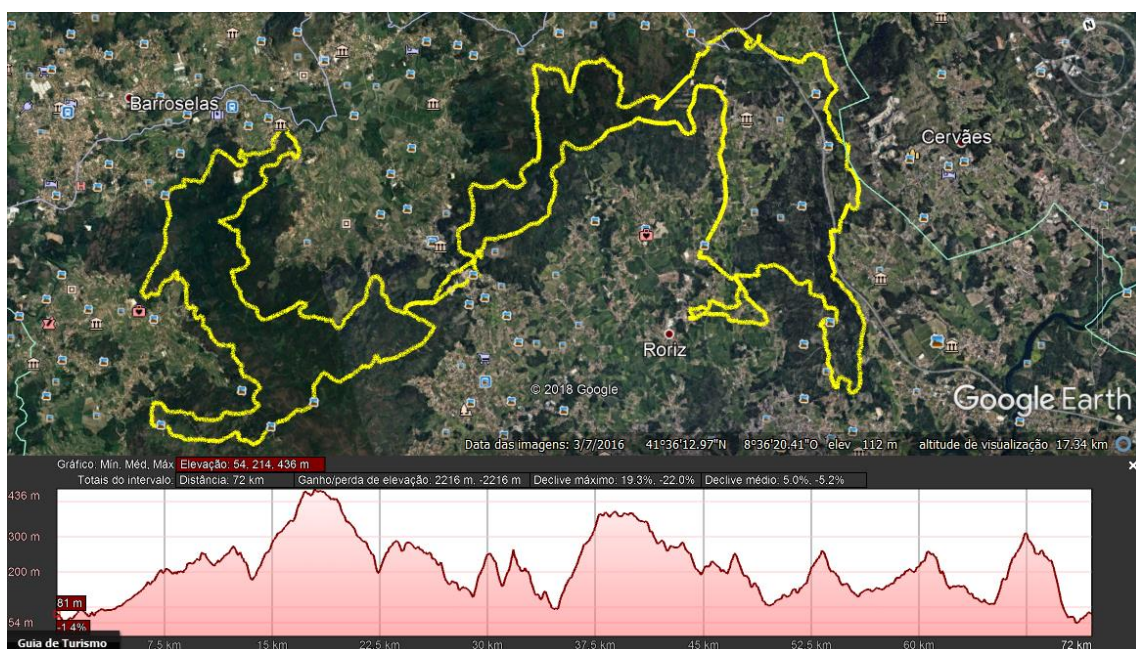 N
Barroselas
Cervães
Roriz
© 2018 Google
Google Earth
Data das imagens: 3/7/2016 41°36'12.97"N 8°36'20.41"O elev 112 m altitude de visualização 17.34 km
Gráfico: Mín. Méd, Máx Elevação: 54, 214, 436 m
Totais do intervalo: Distância: 72 km Ganho/perda de elevação: 2216 m. -2216 m Declive máximo: 19.3%, -22.0% Declive médio: 5.0%, -5.2%
436 m
300 m
200 m
81 m
54 m
-1.4%
Guia de Turismo
7.5 km 15 km 22.5 km 30 km 37.5 km 45 km 52.5 km 60 km 72 km